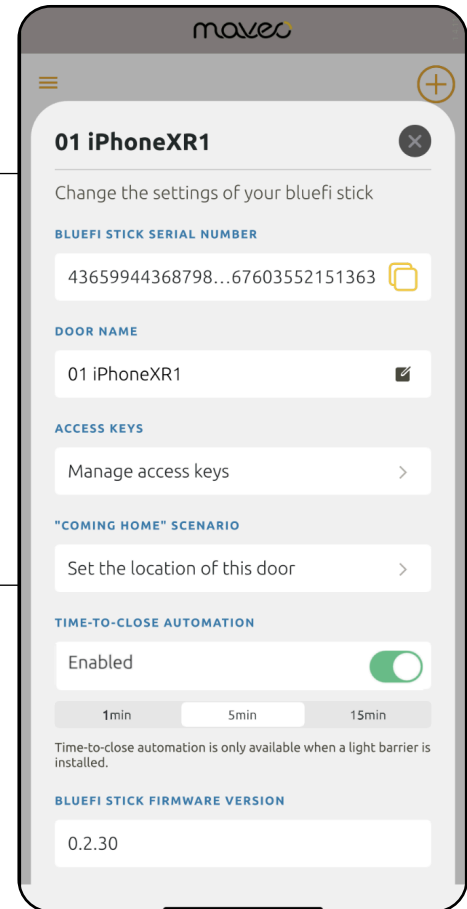 maveo
01 iPhoneXR1
Change the settings of your bluefi stick
BLUEFI STICK SERIAL NUMBER
43659944368798...67603552151363
DOOR NAME
01 iPhoneXR1
ACCESS KEYS
Manage access keys
"COMING HOME" SCENARIO
Set the location of this door
TIME-TO-CLOSE AUTOMATION
Enabled
1min 5min 15min
Time-to-close automation is only available when a light barrier is
installed.
BLUEFI STICK FIRMWARE VERSION
0.2.30